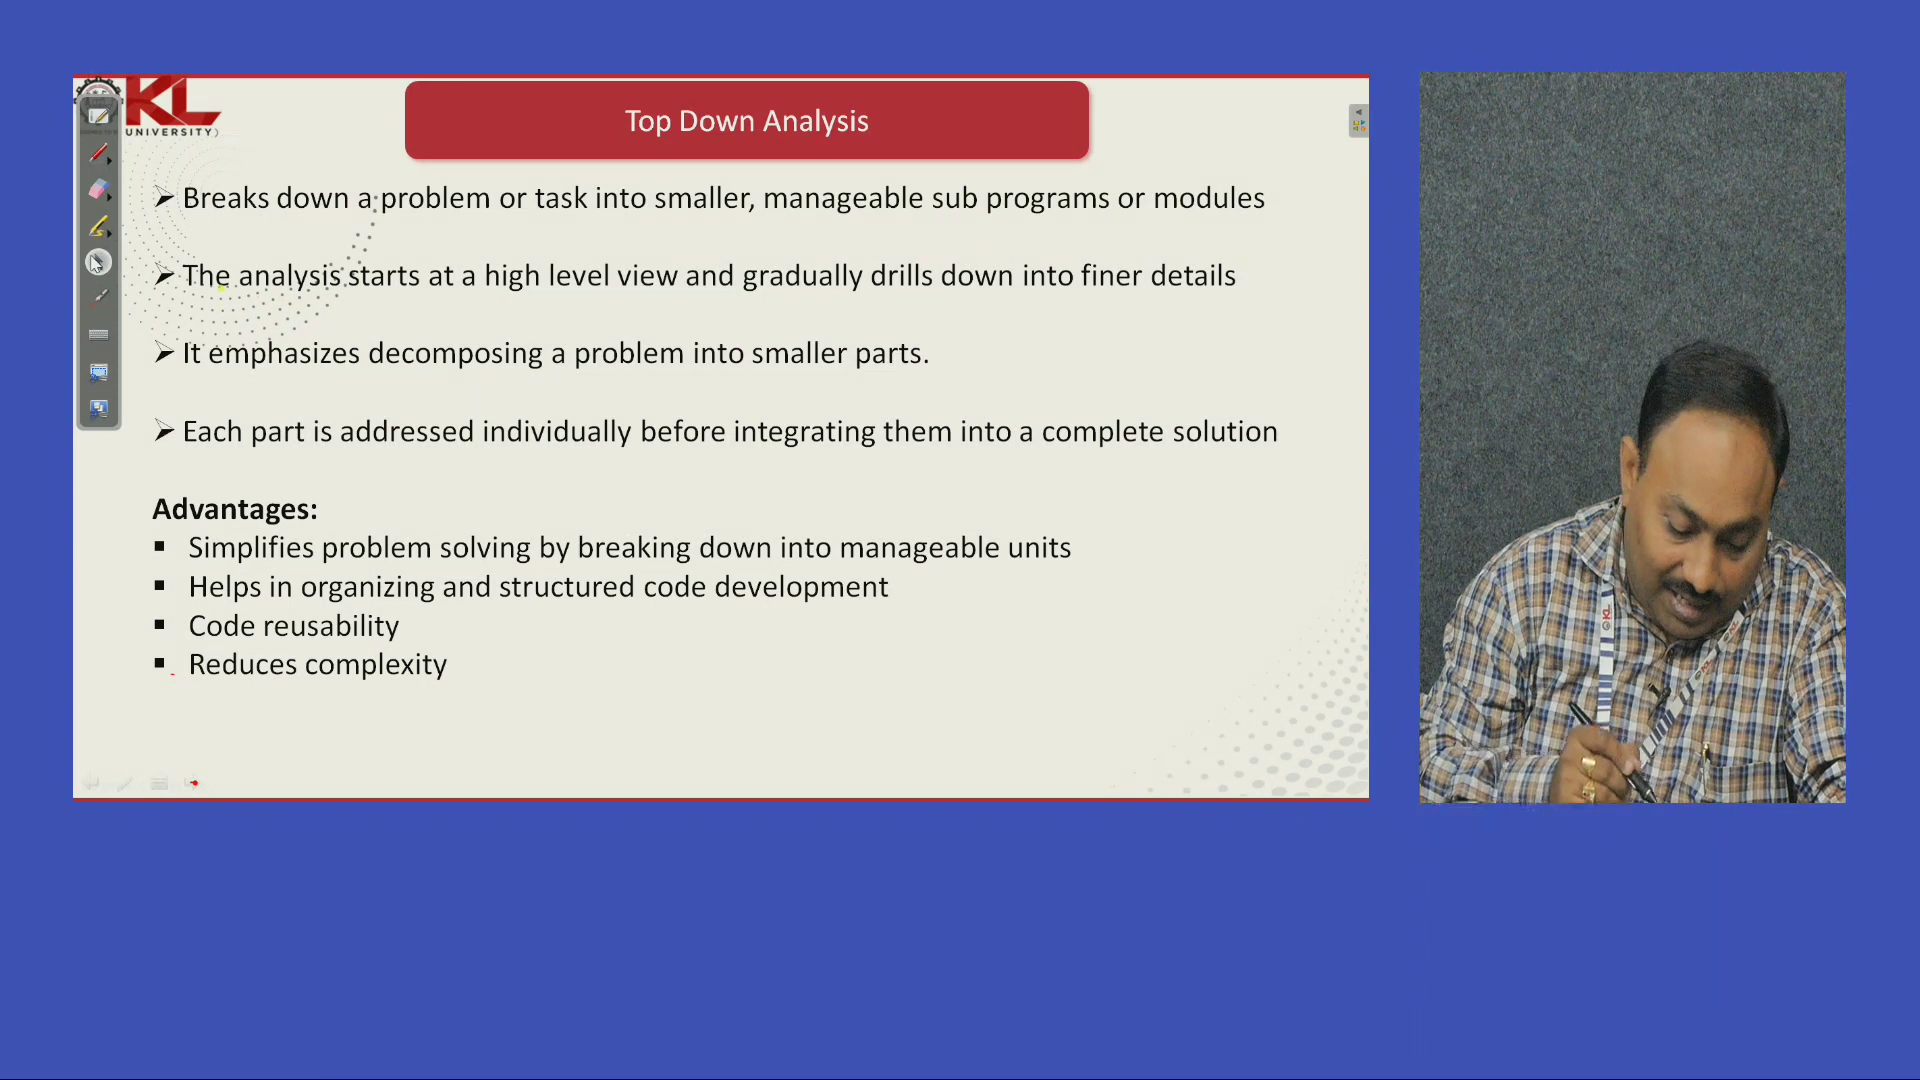 KL
UNIVERSITY)
Top Down Analysis
➢ Breaks down a problem or task into smaller, manageable sub programs or modules
➢ The analysis starts at a high level view and gradually drills down into finer details
➢ It emphasizes decomposing a problem into smaller parts.
➢ Each part is addressed individually before integrating them into a complete solution
Advantages:
▪ Simplifies problem solving by breaking down into manageable units
▪ Helps in organizing and structured code development
▪ Code reusability
▪ Reduces complexity
KL